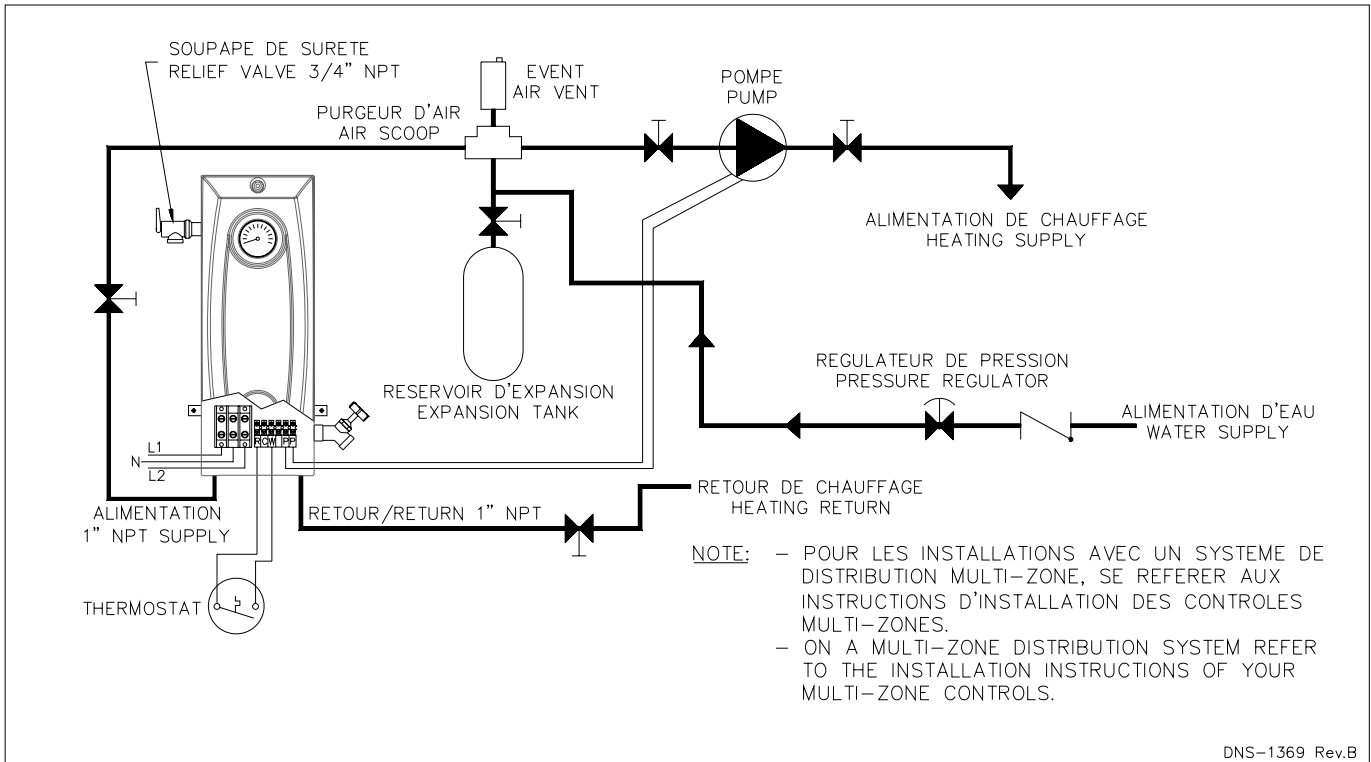 SOUPAPE DE SURETE
RELIEF VALVE 3/4" NPT
EVENT
AIR VENT
PURGEUR D'AIR
AIR SCOOP
POMPE
PUMP
ALIMENTATION DE CHAUFFAGE
HEATING SUPPLY
RESERVOIR D'EXPANSION
EXPANSION TANK
REGULATEUR DE PRESSION
PRESSURE REGULATOR
ALIMENTATION D'EAU
WATER SUPPLY
R C W P P
L1
N
L2
ALIMENTATION
1" NPT SUPPLY
RETOUR/RETURN 1" NPT
RETOUR DE CHAUFFAGE
HEATING RETURN
THERMOSTAT
NOTE: - POUR LES INSTALLATIONS AVEC UN SYSTEME DE
DISTRIBUTION MULTI-ZONE, SE REFERER AUX
INSTRUCTIONS D'INSTALLATION DES CONTROLES
MULTI-ZONES.
- ON A MULTI-ZONE DISTRIBUTION SYSTEM REFER
TO THE INSTALLATION INSTRUCTIONS OF YOUR
MULTI-ZONE CONTROLS.
DNS-1369 Rev.B